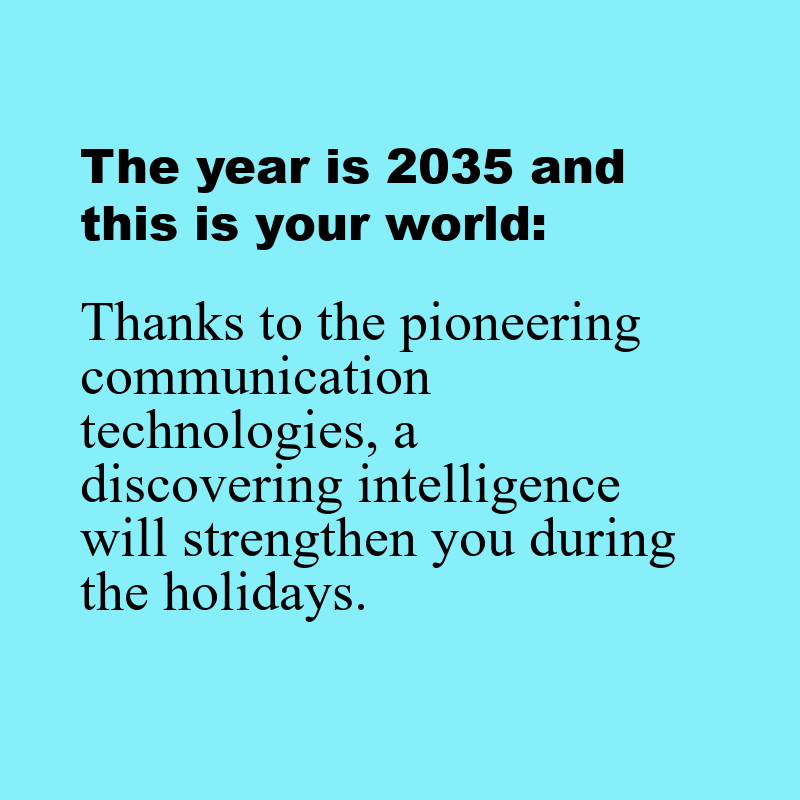 The year is 2035 and
this is your world:
Thanks to the pioneering
communication
technologies, a
discovering intelligence
will strengthen you during
the holidays.